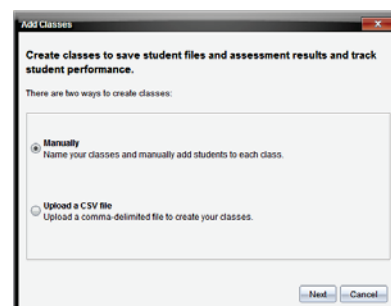 Add Classes
Create classes to save student files and assessment results and track
student performance.
There are two ways to create classes:
Manually
Name your classes and manually add students to each class.
Upload a CSV file
Upload a comma-delimited file to create your classes.
Next Cancel